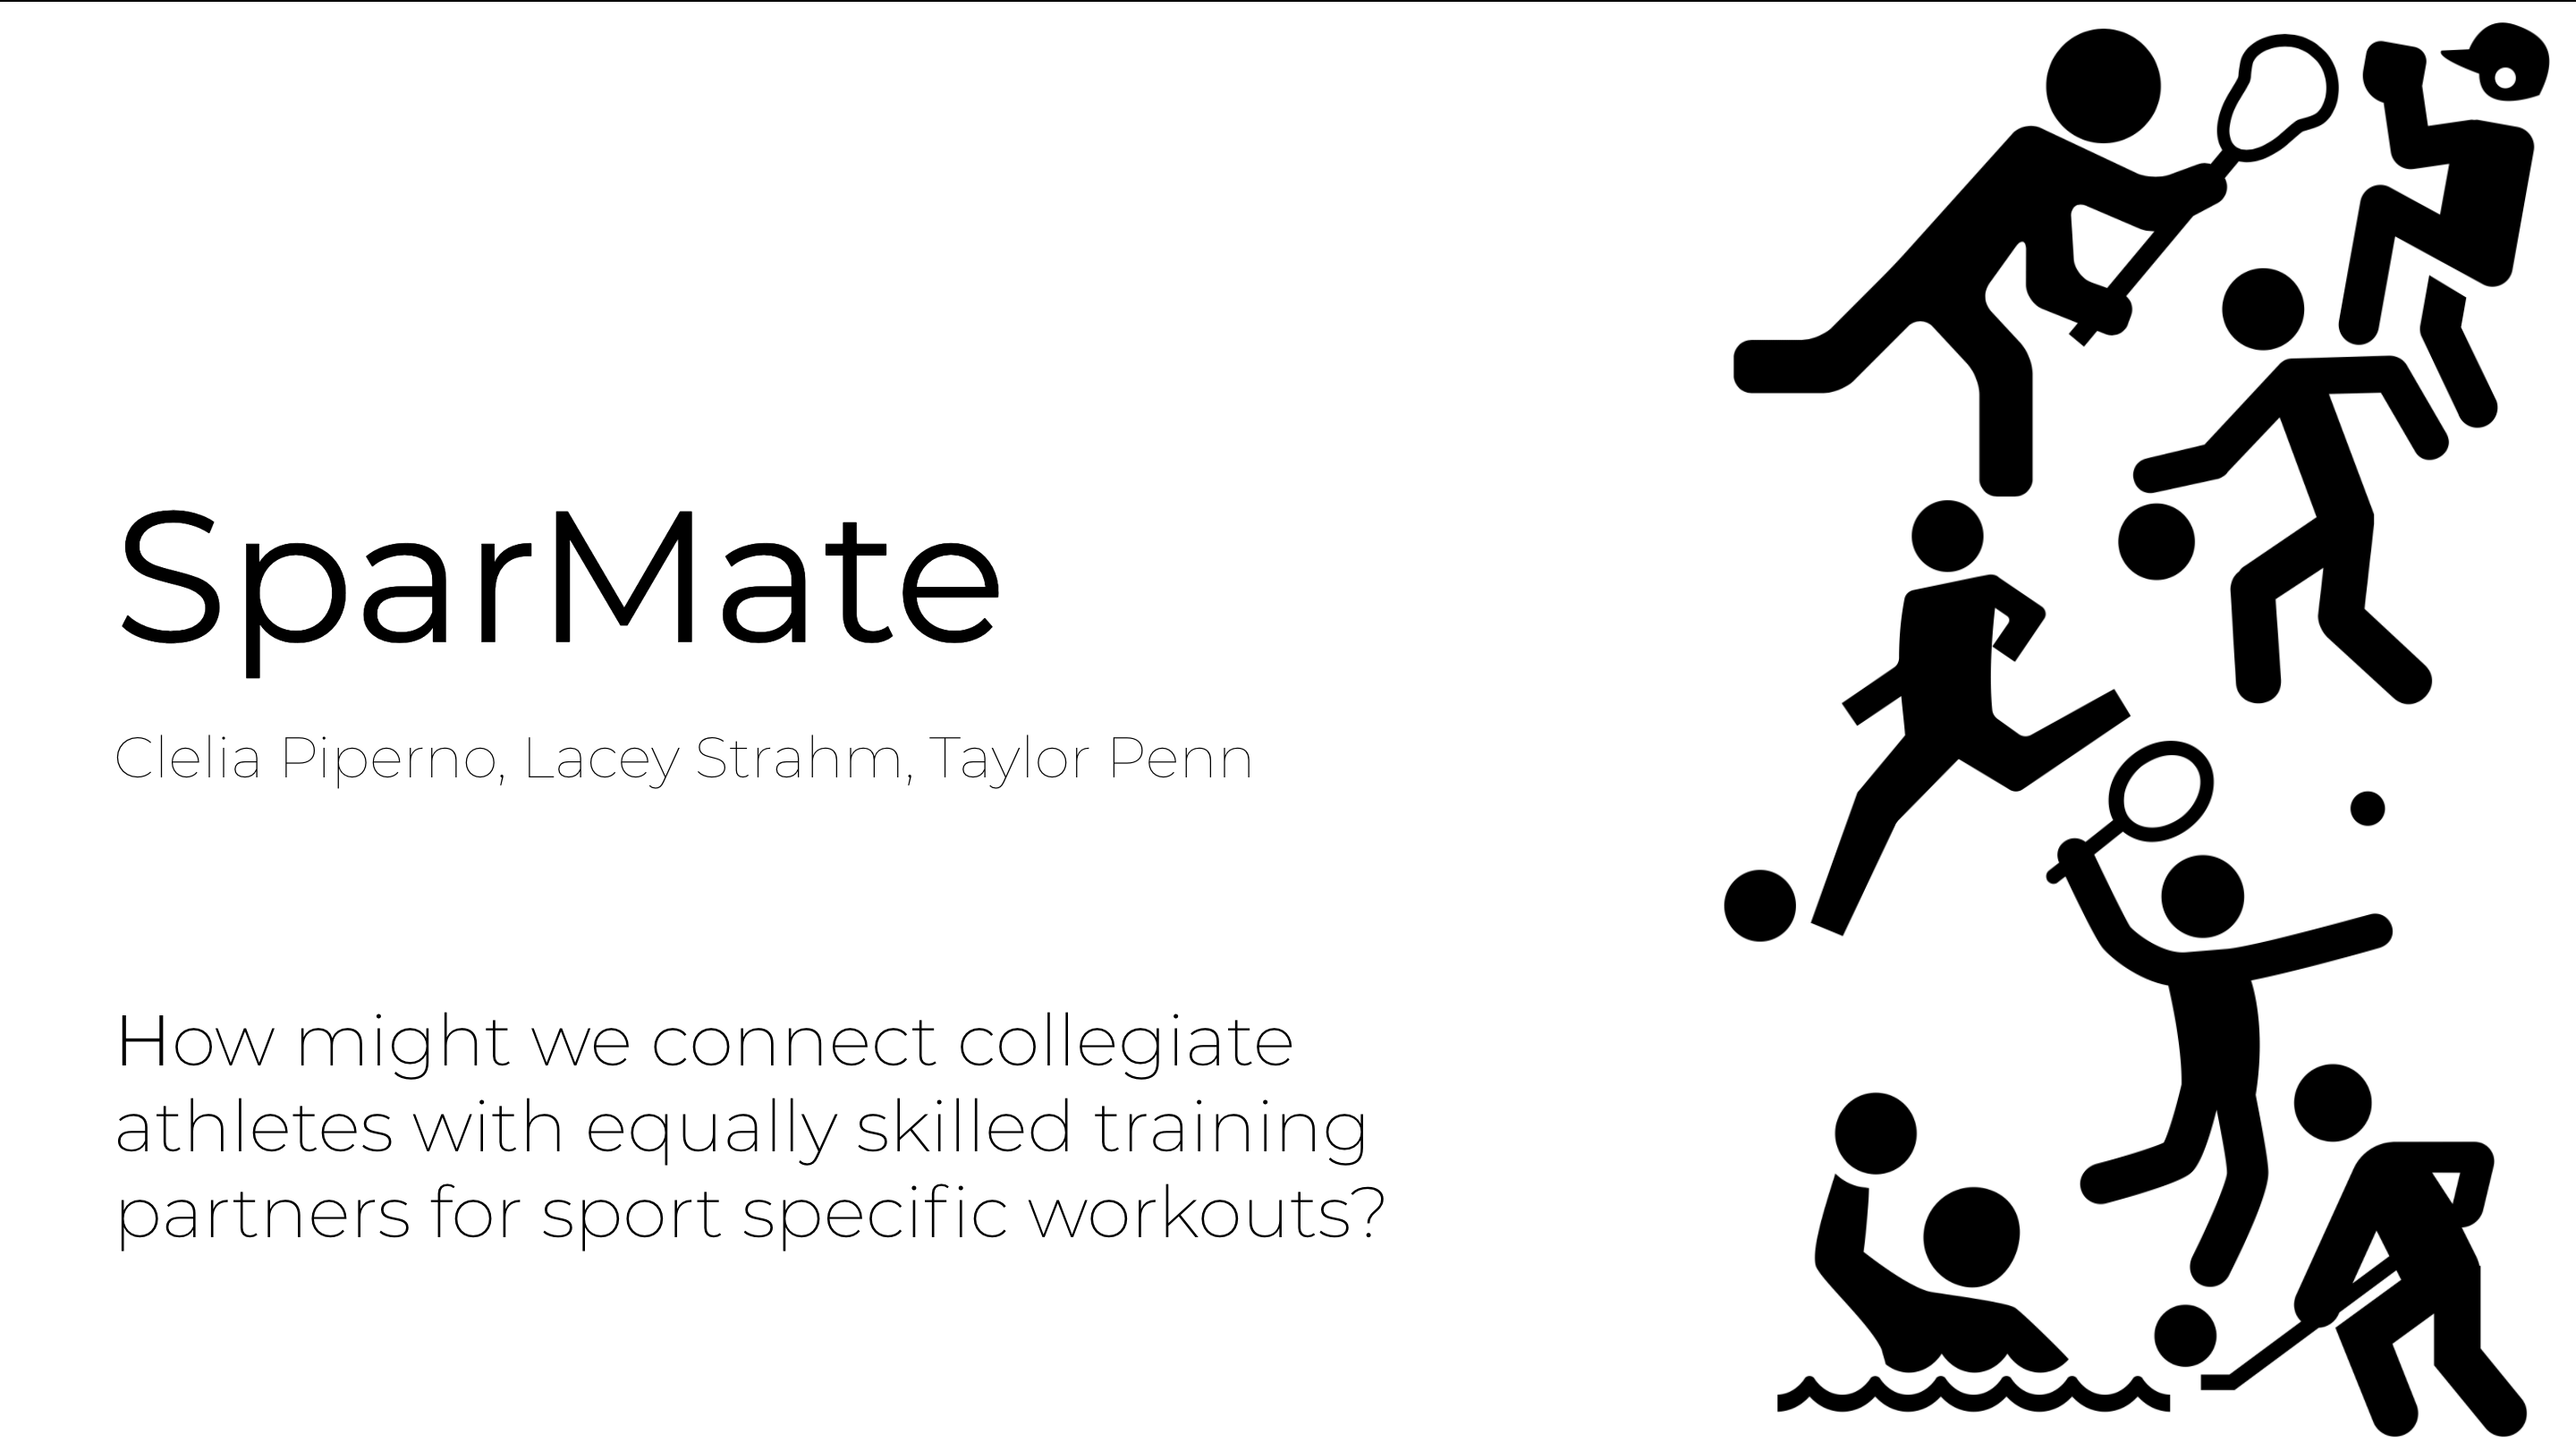 SparMate
Clelia Piperno, Lacey Strahm, Taylor Penn
How might we connect collegiate
athletes with equally skilled training
partners for sport specific workouts?